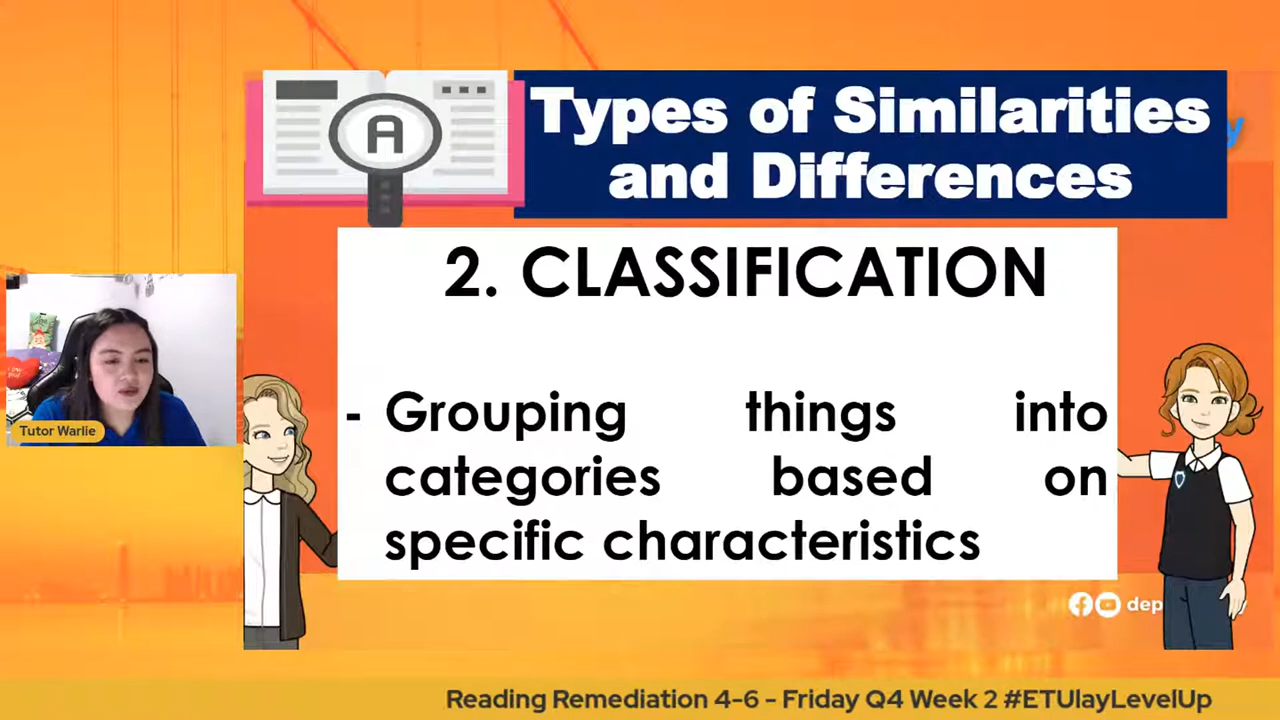 Types of Similarities
and Differences
A
2. CLASSIFICATION
- Grouping things into
categories based on
specific characteristics
Tutor Warlie
dep
y
Reading Remediation 4-6 - Friday Q4 Week 2 #ETUlayLevelUp